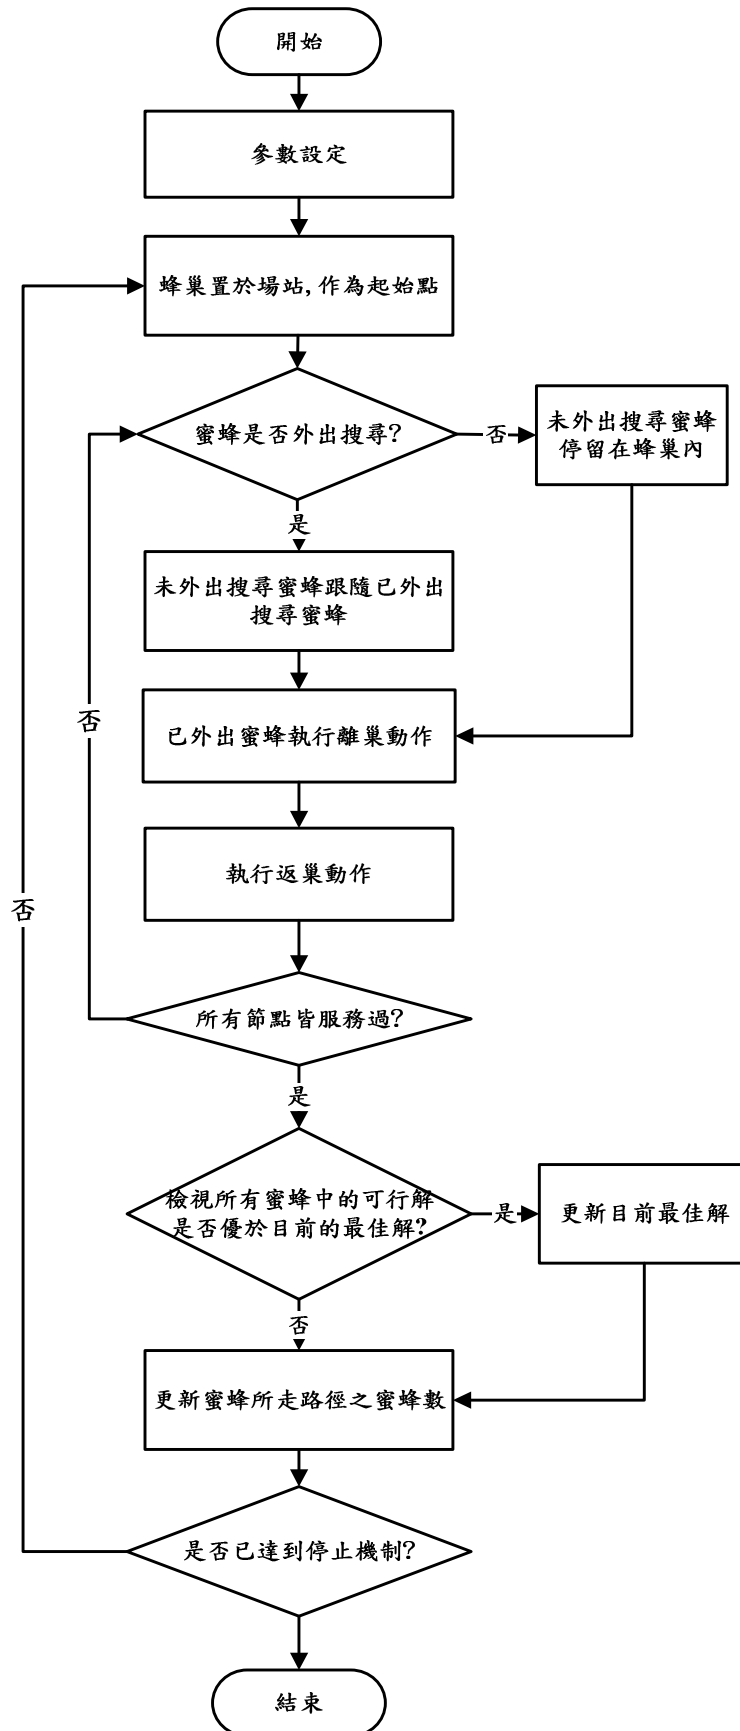 開始
參數設定
蜂巢置於場站,作為起始點
蜜蜂是否外出搜尋?
否
未外出搜尋蜜蜂
停留在蜂巢內
是
未外出搜尋蜜蜂跟隨已外出
搜尋蜜蜂
否
已外出蜜蜂執行離巢動作
執行返巢動作
否
所有節點皆服務過?
是
檢視所有蜜蜂中的可行解
是否優於目前的最佳解?
是
更新目前最佳解
否
更新蜜蜂所走路徑之蜜蜂數
是否已達到停止機制?
結束